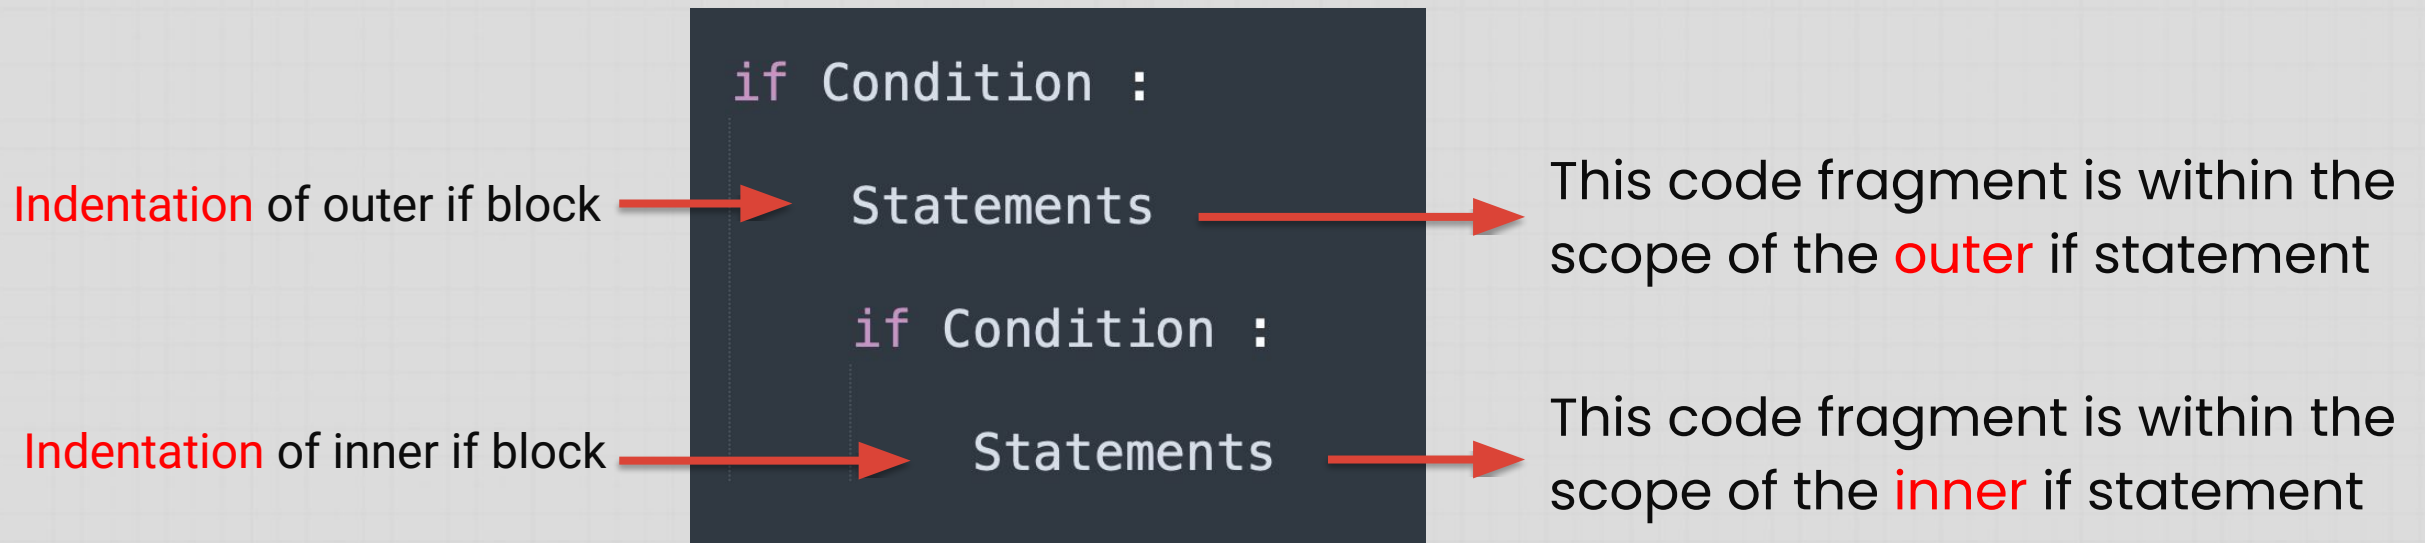 if Condition :
Indentation of outer if block
Statements
This code fragment is within the
scope of the outer if statement
if Condition :
Indentation of inner if block
Statements
This code fragment is within the
scope of the inner if statement